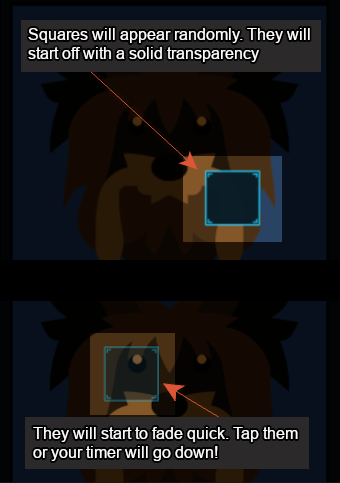 Squares will appear randomly. They will
start off with a solid transparency
They will start to fade quick. Tap them
or your timer will go down!